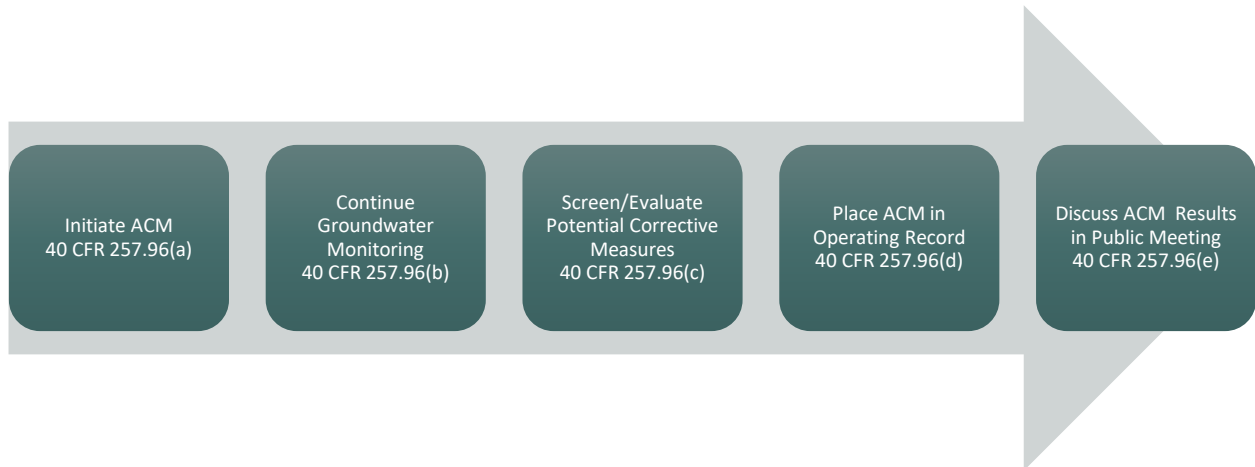 Initiate ACM
40 CFR 257.96(a)
Continue
Groundwater
Monitoring
40 CFR 257.96(b)
Screen/Evaluate
Potential Corrective
Measures
40 CFR 257.96(c)
Place ACM in
Operating Record
40 CFR 257.96(d)
Discuss ACM  Results
in Public Meeting
40 CFR 257.96(e)